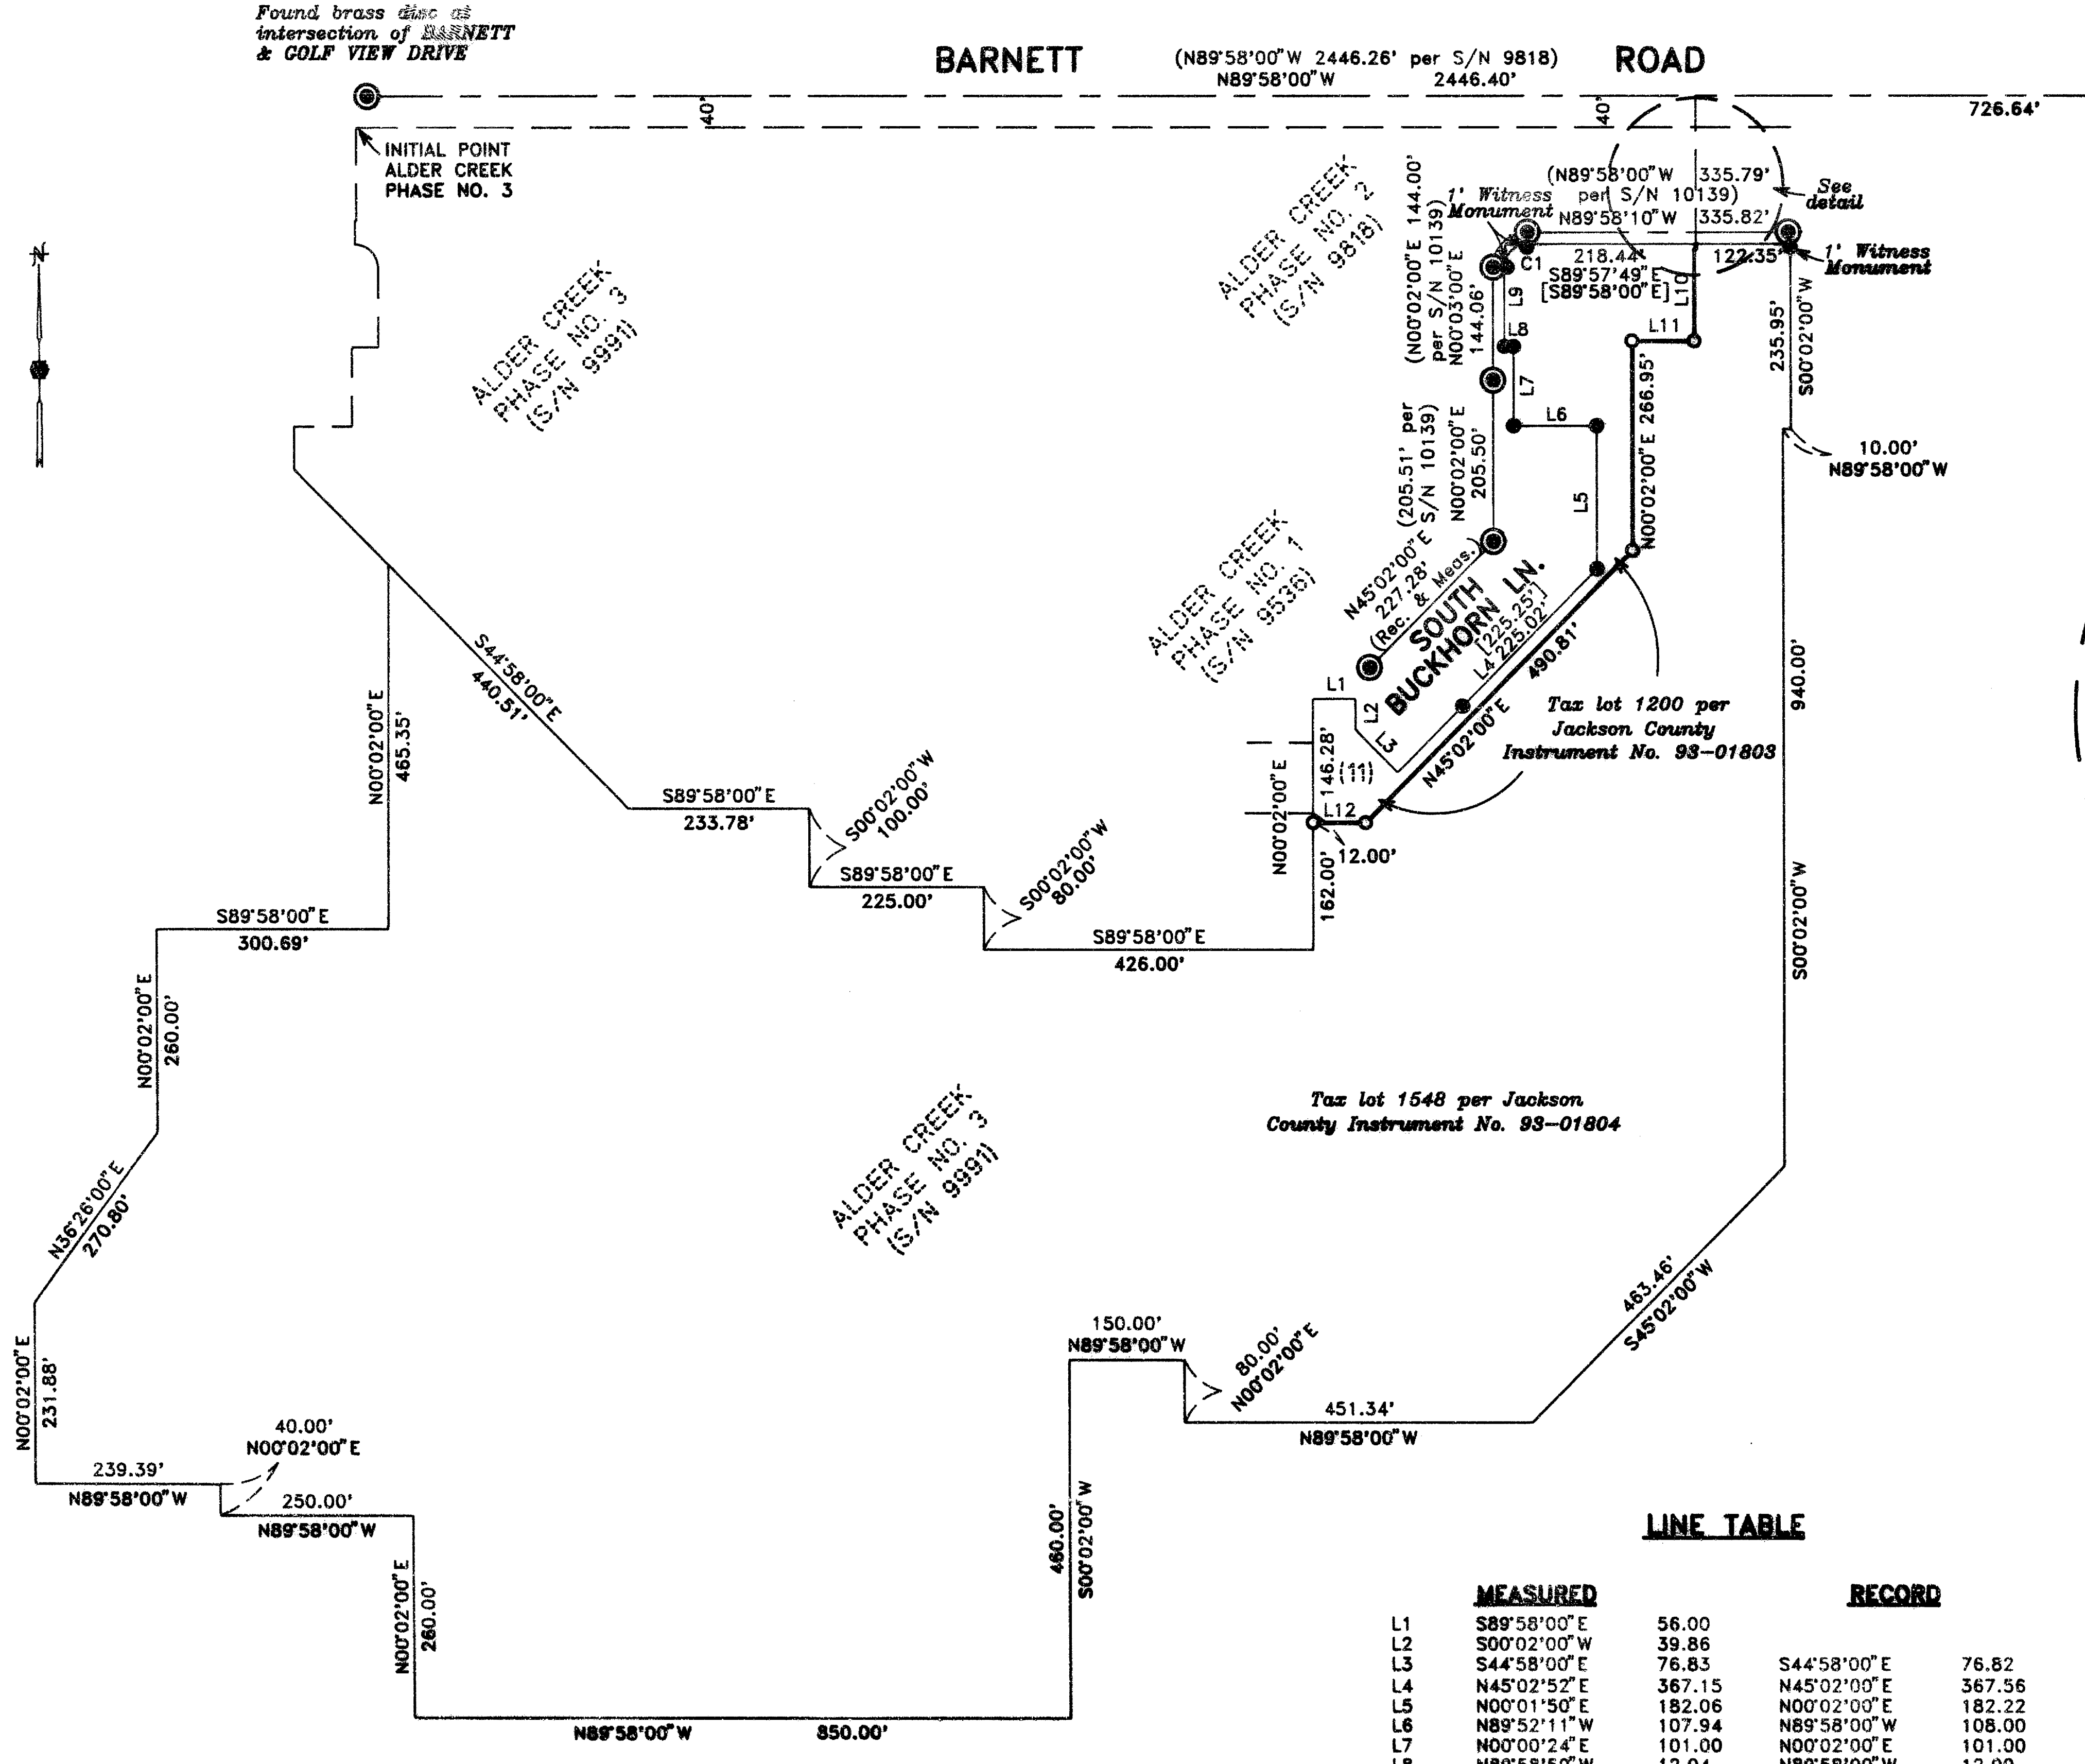 Found brass disc at
intersection of BARNETT
& GOLF VIEW DRIVE
BARNETT ROAD
(N89°58'00"W 2446.26' per S/N 9818)
N89°58'00"W 2446.40'
40'
40'
726.64'
INITIAL POINT
ALDER CREEK
PHASE NO. 3
N
ALDER CREEK
PHASE NO. 3
(S/N 9991)
ALDER CREEK
PHASE NO. 2
(S/N 9818)
ALDER CREEK
PHASE NO. 1
(S/N 9536)
(N89°58'00"W 335.79'
per S/N 10139)
N89°58'10"W 335.82'
See
detail
1' Witness
Monument
1' Witness
Monument
218.44'
122.35'
S89°57'49"E
[S89°58'00"E]
C1
L9
L8
L7
L6
L5
L10
L11
(N00°02'00"E 144.00'
per S/N 10139)
N00°03'00"E
144.06'
(205.51' per
S/N 10139)
N00°02'00"E
205.50'
N45°02'00"E
227.28'
(Rec. & Meas.)
SOUTH
BUCKHORN LN.
[225.25']
L4 225.02'
490.81'
N45°02'00"E
N00°02'00"E 266.95'
235.95'
S00°02'00"W
10.00'
N89°58'00"W
940.00'
S00°02'00"W
Tax lot 1200 per
Jackson County
Instrument No. 93-01803
L1
L2
L3
146.28'
(11)
N00°02'00"E
L12
12.00'
162.00'
S44°58'00"E
440.51'
N00°02'00"E
465.35'
S89°58'00"E
233.78'
S00°02'00"W
100.00'
S89°58'00"E
225.00'
S00°02'00"W
80.00'
S89°58'00"E
426.00'
S89°58'00"E
300.69'
N00°02'00"E
260.00'
N36°26'00"E
270.80'
N00°02'00"E
231.88'
239.39'
N89°58'00"W
40.00'
N00°02'00"E
250.00'
N89°58'00"W
N00°02'00"E
260.00'
N89°58'00"W 850.00'
460.00'
S00°02'00"W
150.00'
N89°58'00"W
80.00'
N00°02'00"E
451.34'
N89°58'00"W
463.46'
S45°02'00"W
ALDER CREEK
PHASE NO. 3
(S/N 9991)
Tax lot 1548 per Jackson
County Instrument No. 93-01804
LINE TABLE
MEASURED RECORD
L1 S89°58'00"E 56.00
L2 S00°02'00"W 39.86
L3 S44°58'00"E 76.83 S44°58'00"E 76.82
L4 N45°02'52"E 367.15 N45°02'00"E 367.56
L5 N00°01'50"E 182.06 N00°02'00"E 182.22
L6 N89°52'11"W 107.94 N89°58'00"W 108.00
L7 N00°00'24"E 101.00 N00°02'00"E 101.00